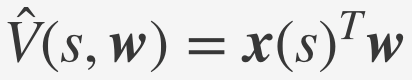 V̂(s, w) = x(s)ᵀw